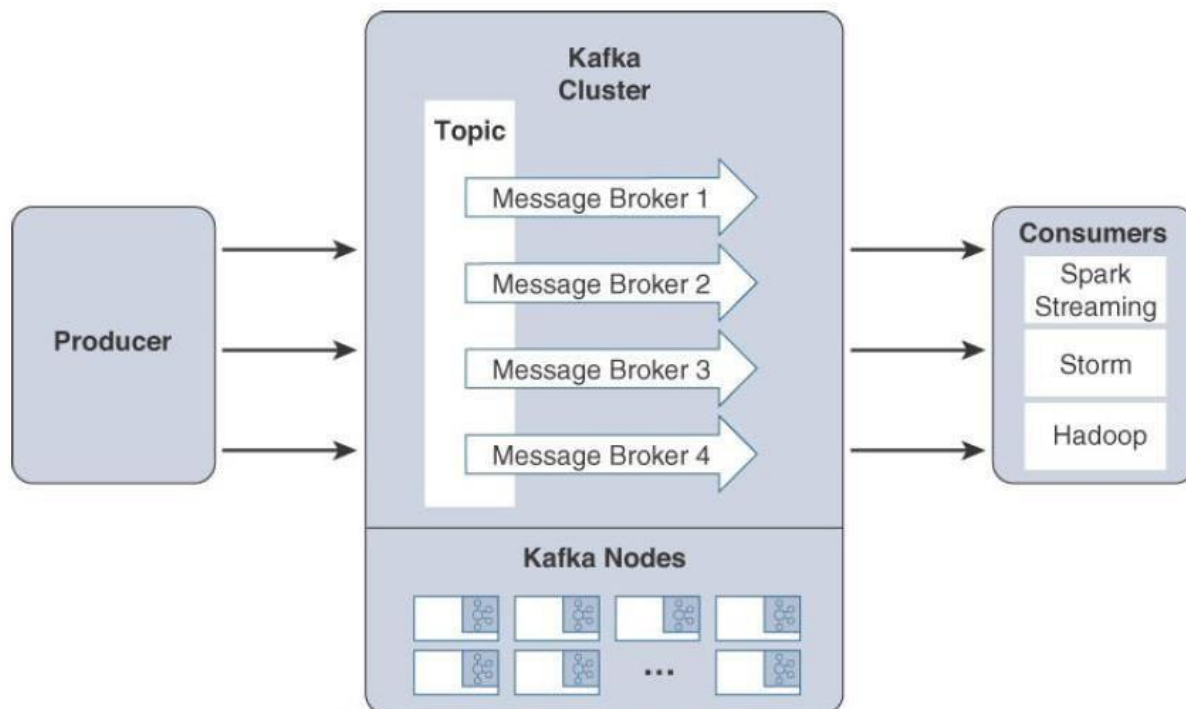 Kafka
Cluster
Topic
Message Broker 1
Message Broker 2
Message Broker 3
Message Broker 4
Producer
Consumers
Spark
Streaming
Storm
Hadoop
Kafka Nodes
...